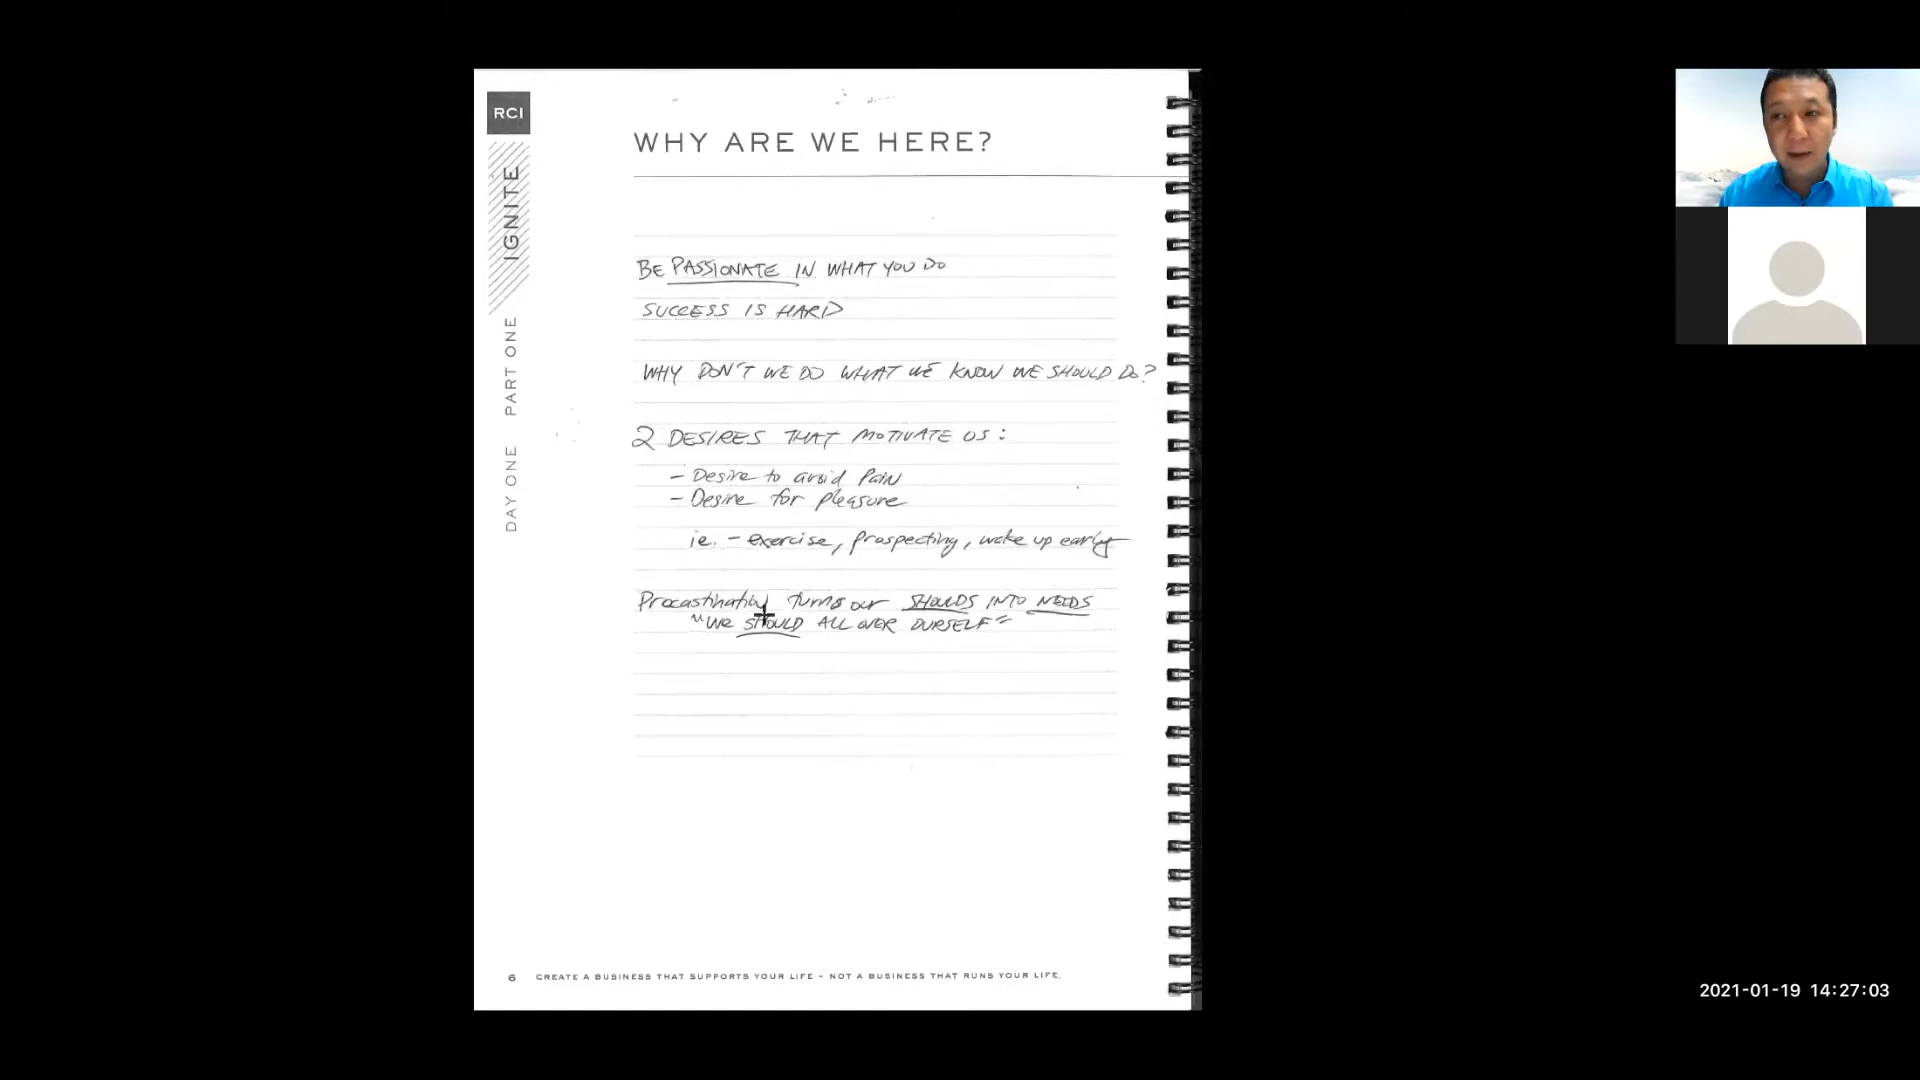 RCI
IGNITE
DAY ONE PART ONE
WHY ARE WE HERE?
BE PASSIONATE IN WHAT YOU DO
SUCCESS IS HARD
WHY DON'T WE DO WHAT WE KNOW WE SHOULD DO?
2 DESIRES THAT MOTIVATE US:
- Desire to avoid Pain
- Desire for pleasure
ie. - exercise, prospecting, wake up early
Procastination turns our SHOULDS INTO NEEDS
"WE SHOULD ALL OVER OURSELF"
6 CREATE A BUSINESS THAT SUPPORTS YOUR LIFE – NOT A BUSINESS THAT RUNS YOUR LIFE.
2021-01-19 14:27:03